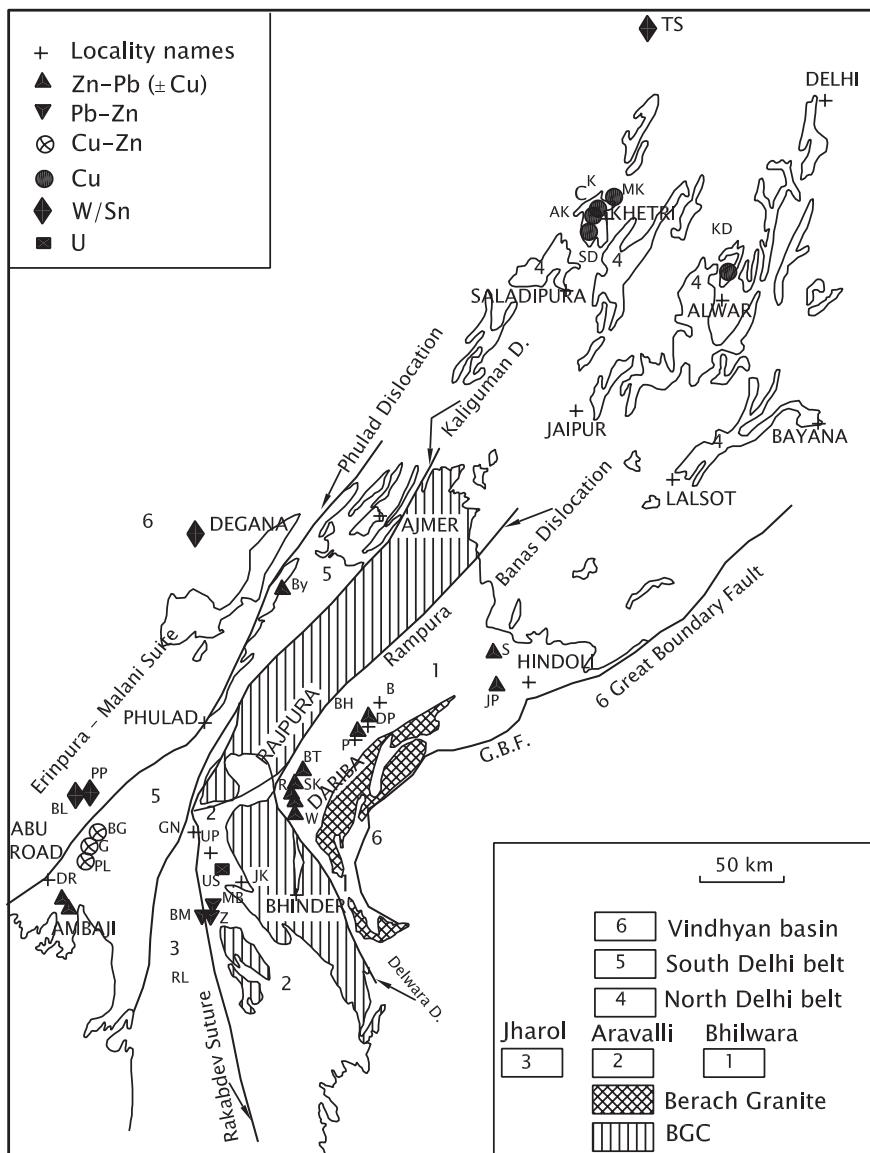 Locality names
Zn–Pb (± Cu)
Pb–Zn
Cu–Zn
Cu
W/Sn
U
TS
DELHI
K
C
MK
AK
KHETRI
KD
SD
4
4
4
SALADIPURA
ALWAR
Phulad Dislocation
Kaliguman D.
JAIPUR
4
BAYANA
LALSOT
6
DEGANA
AJMER
Banas Dislocation
5
By
Rampura
6 Great Boundary Fault
Erinpura – Malani Suite
1
S
HINDOLI
JP
PHULAD
RAJPURA
B
BH
DP
P
G.B.F.
BT
PP
BL
5
R
SK
DARIBA
W
ABU
ROAD
BG
G
PL
GN
2
UP
6
DR
US
JK
1
MB
BHINDER
AMBAJI
BM
Z
3
RL
2
Delwara D.
Rakabdev Suture
50 km
6 Vindhyan basin
5 South Delhi belt
4 North Delhi belt
Jharol Aravalli Bhilwara
3 2 1
Berach Granite
BGC